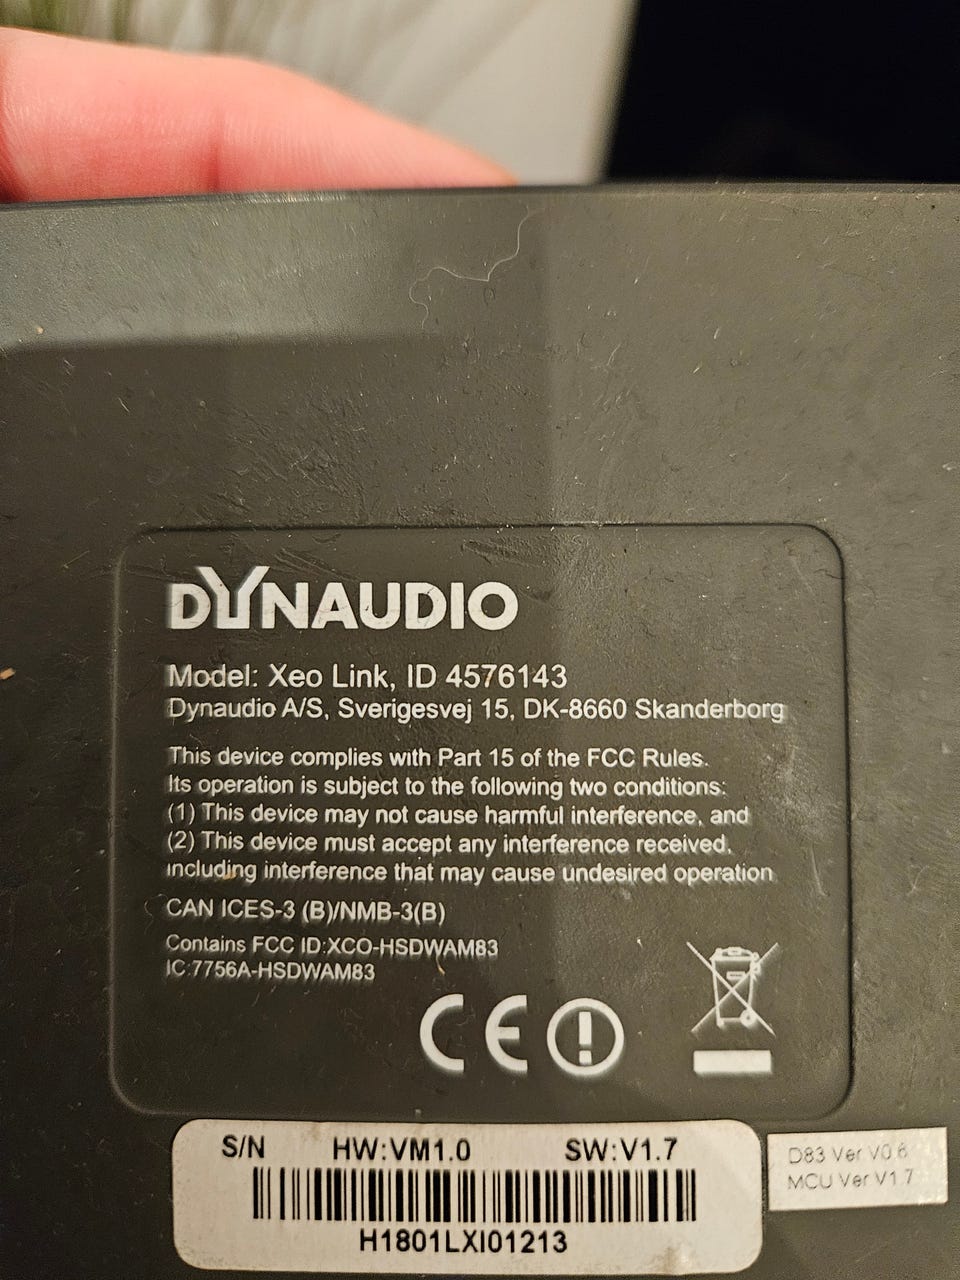 DYNAUDIO
Model: Xeo Link, ID 4576143
Dynaudio A/S, Sverigesvej 15, DK-8660 Skanderborg
This device complies with Part 15 of the FCC Rules.
Its operation is subject to the following two conditions:
(1) This device may not cause harmful interference, and
(2) This device must accept any interference received,
including interference that may cause undesired operation
CAN ICES-3 (B)/NMB-3(B)
Contains FCC ID:XCO-HSDWAM83
IC:7756A-HSDWAM83
CE
S/N HW:VM1.0 SW:V1.7
H1801LXI01213
D83 Ver V0.6
MCU Ver V1.7